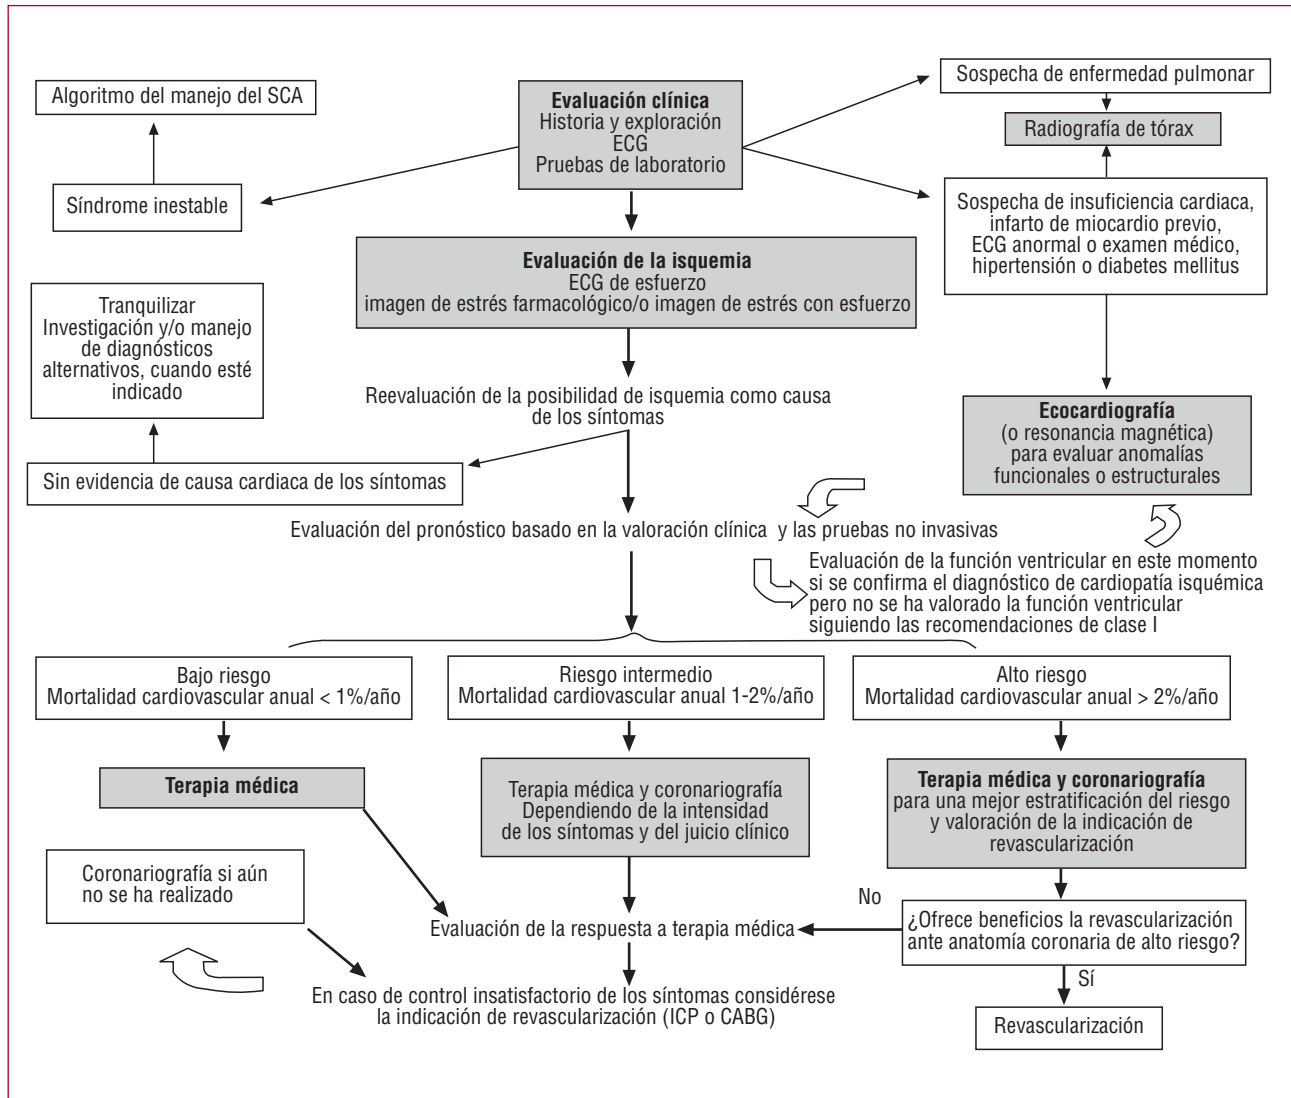 Algoritmo del manejo del SCA
Síndrome inestable
Evaluación clínica
Historia y exploración
ECG
Pruebas de laboratorio
Sospecha de enfermedad pulmonar
Radiografía de tórax
Sospecha de insuficiencia cardiaca,
infarto de miocardio previo,
ECG anormal o examen médico,
hipertensión o diabetes mellitus
Evaluación de la isquemia
ECG de esfuerzo
imagen de estrés farmacológico/o imagen de estrés con esfuerzo
Tranquilizar
Investigación y/o manejo
de diagnósticos
alternativos, cuando esté
indicado
Reevaluación de la posibilidad de isquemia como causa
de los síntomas
Ecocardiografía
(o resonancia magnética)
para evaluar anomalías
funcionales o estructurales
Sin evidencia de causa cardiaca de los síntomas
Evaluación del pronóstico basado en la valoración clínica y las pruebas no invasivas
Evaluación de la función ventricular en este momento
si se confirma el diagnóstico de cardiopatía isquémica
pero no se ha valorado la función ventricular
siguiendo las recomendaciones de clase I
Bajo riesgo
Mortalidad cardiovascular anual < 1%/año
Riesgo intermedio
Mortalidad cardiovascular anual 1-2%/año
Alto riesgo
Mortalidad cardiovascular anual > 2%/año
Terapia médica
Terapia médica y coronariografía
Dependiendo de la intensidad
de los síntomas y del juicio clínico
Terapia médica y coronariografía
para una mejor estratificación del riesgo
y valoración de la indicación de
revascularización
Coronariografía si aún
no se ha realizado
Evaluación de la respuesta a terapia médica
No
¿Ofrece beneficios la revascularización
ante anatomía coronaria de alto riesgo?
Sí
En caso de control insatisfactorio de los síntomas considérese
la indicación de revascularización (ICP o CABG)
Revascularización